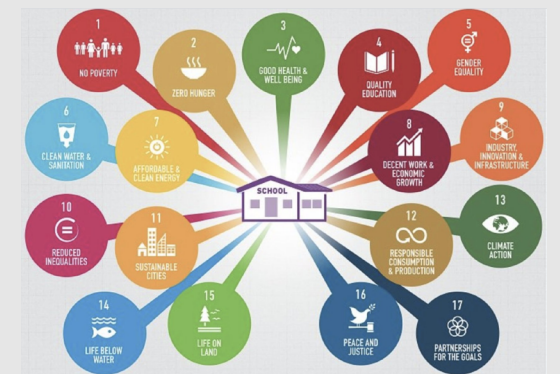 1
NO POVERTY
2
ZERO HUNGER
3
GOOD HEALTH &
WELL BEING
4
QUALITY
EDUCATION
5
GENDER
EQUALITY
6
CLEAN WATER &
SANITATION
7
AFFORDABLE &
CLEAN ENERGY
8
DECENT WORK &
ECONOMIC
GROWTH
9
INDUSTRY,
INNOVATION &
INFRASTRUCTURE
SCHOOL
10
REDUCED
INEQUALITIES
11
SUSTAINABLE
CITIES
12
RESPONSIBLE
CONSUMPTION
& PRODUCTION
13
CLIMATE
ACTION
14
LIFE BELOW
WATER
15
LIFE ON
LAND
16
PEACE AND
JUSTICE
17
PARTNERSHIPS
FOR THE GOALS